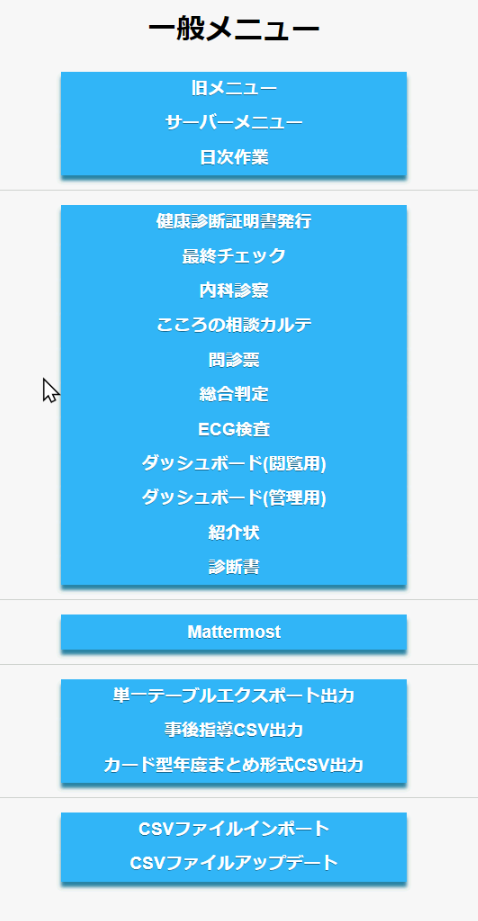 一般メニュー
旧メニュー
サーバーメニュー
日次作業
健康診断証明書発行
最終チェック
内科診察
こころの相談カルテ
問診票
総合判定
ECG検査
ダッシュボード(閲覧用)
ダッシュボード(管理用)
紹介状
診断書
Mattermost
単一テーブルエクスポート出力
事後指導CSV出力
カード型年度まとめ形式CSV出力
CSVファイルインポート
CSVファイルアップデート